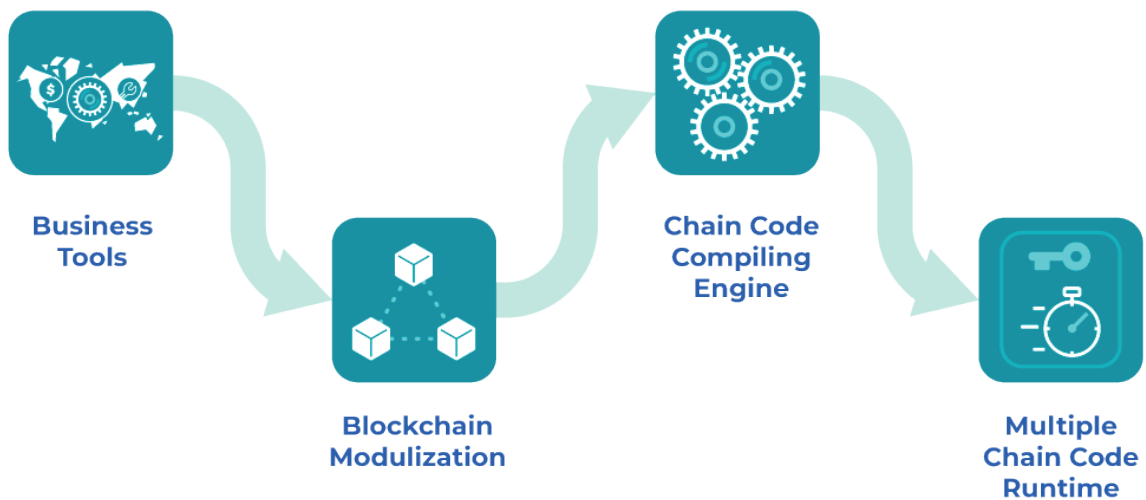 $
Business
Tools
Blockchain
Modulization
Chain Code
Compiling
Engine
Multiple
Chain Code
Runtime